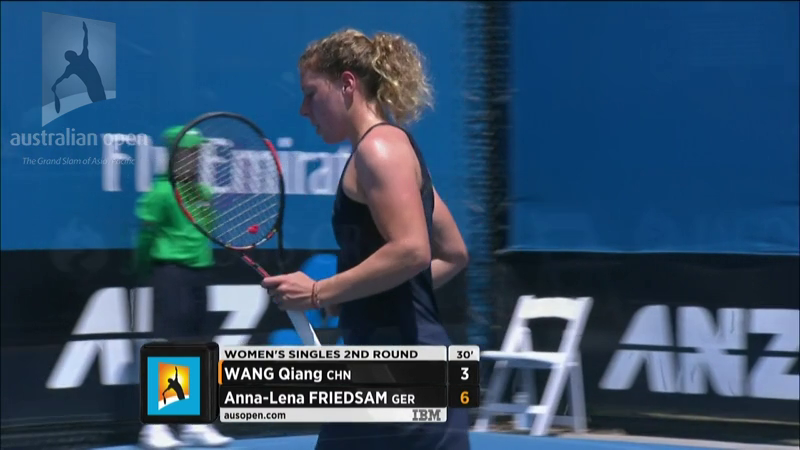 australian open
The Grand Slam of Asia/Pacific
Fly Emirates
ANZ
ANZ
WOMEN'S SINGLES 2ND ROUND 30'
WANG Qiang CHN 3
Anna-Lena FRIEDSAM GER 6
ausopen.com IBM